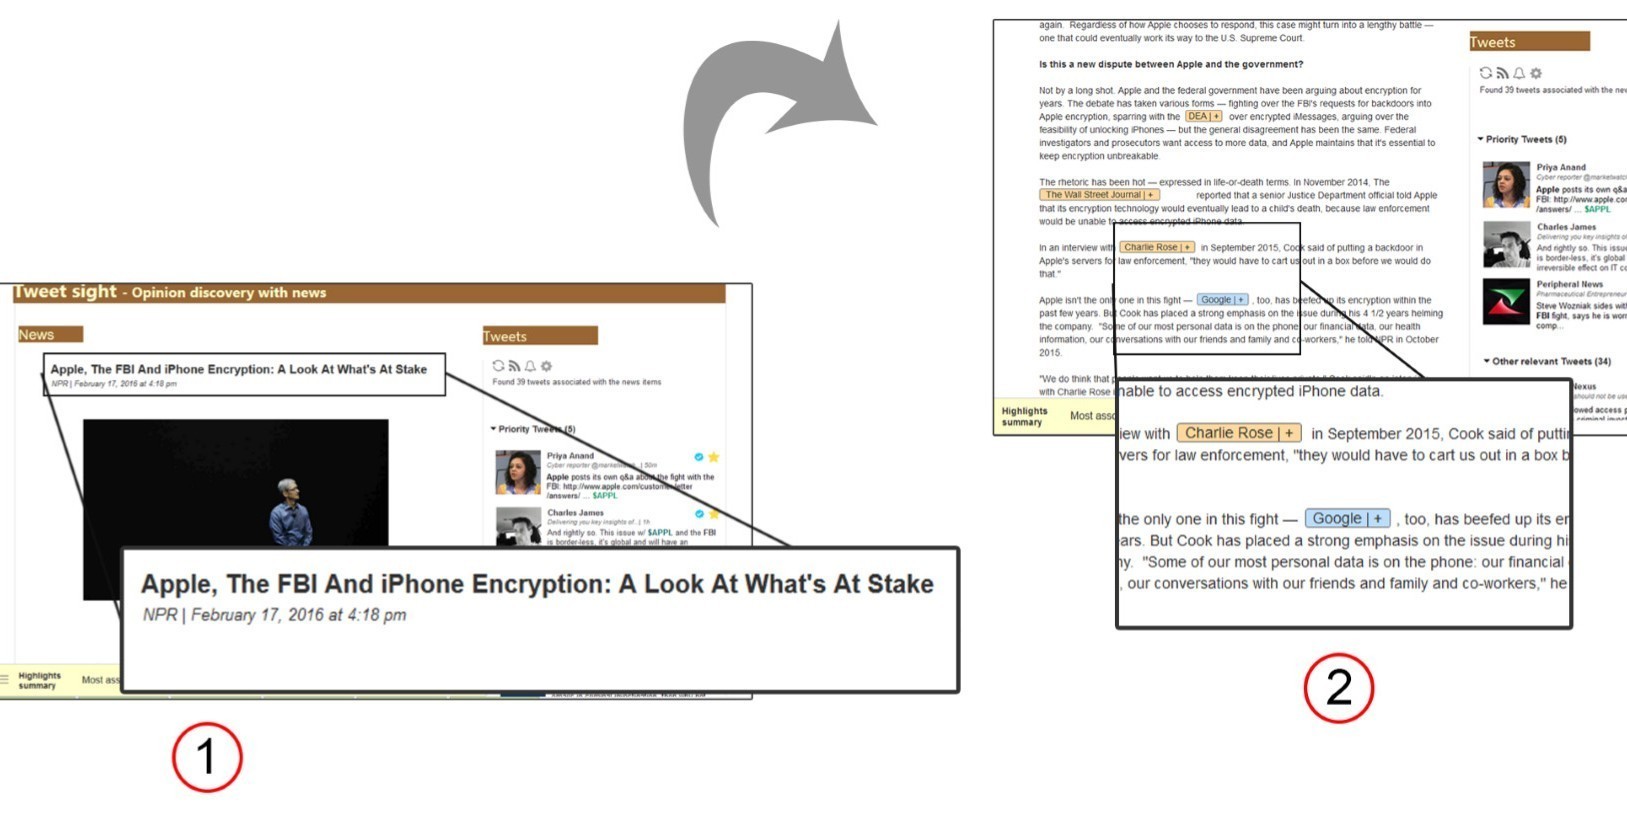 Tweet sight - Opinion discovery with news
News
Apple, The FBI And iPhone Encryption: A Look At What's At Stake
NPR | February 17, 2016 at 4:18 pm
Tweets
Found 39 tweets associated with the news items
Priority Tweets (5)
Priya Anand
Cyber reporter @marketwatch.. | 50m
Apple posts its own q&a about the fight with the
FBI: http://www.apple.com/customer-letter
/answers/ ... $APPL
Charles James
Delivering you key insights of.. | 1h
And rightly so. This issue w/ $APPL and the FBI
is border-less, it's global and will have an
Highlights
summary
Most ass
Apple, The FBI And iPhone Encryption: A Look At What's At Stake
NPR | February 17, 2016 at 4:18 pm
1
again. Regardless of how Apple chooses to respond, this case might turn into a lengthy battle —
one that could eventually work its way to the U.S. Supreme Court.
Is this a new dispute between Apple and the government?
Not by a long shot. Apple and the federal government have been arguing about encryption for
years. The debate has taken various forms — fighting over the FBI's requests for backdoors into
Apple encryption, sparring with the DEA | + over encrypted iMessages, arguing over the
feasibility of unlocking iPhones — but the general disagreement has been the same. Federal
investigators and prosecutors want access to more data, and Apple maintains that it's essential to
keep encryption unbreakable.
The rhetoric has been hot — expressed in life-or-death terms. In November 2014, The
The Wall Street Journal | + reported that a senior Justice Department official told Apple
that its encryption technology would eventually lead to a child's death, because law enforcement
would be unable to access encrypted iPhone data.
In an interview with Charlie Rose | + in September 2015, Cook said of putting a backdoor in
Apple's servers for law enforcement, "they would have to cart us out in a box before we would do
that."
Apple isn't the only one in this fight — Google | + , too, has beefed up its encryption within the
past few years. But Cook has placed a strong emphasis on the issue during his 4 1/2 years helming
the company. "Some of our most personal data is on the phone: our financial data, our health
information, our conversations with our friends and family and co-workers," he told NPR in October
2015.
"We do think that people want us to help them keep their lives private," Cook said
with Charlie Rose i
Highlights
summary
Most asso
Tweets
Found 39 tweets associated with the new
Priority Tweets (5)
Priya Anand
Cyber reporter @marketwatc
Apple posts its own q&a
FBI: http://www.apple.co
/answers/ ... $APPL
Charles James
Delivering you key insights o
And rightly so. This issu
is border-less, it's global
irreversible effect on IT c
Peripheral News
Pharmaceutical Entrepreneur
Steve Wozniak sides wit
FBI fight, says he is wor
comp...
Other relevant Tweets (34)
Nexus
should not be use
owed access p
nable to access encrypted iPhone data.
iew with Charlie Rose | + in September 2015, Cook said of puttin
vers for law enforcement, "they would have to cart us out in a box b
the only one in this fight — Google | + , too, has beefed up its en
ars. But Cook has placed a strong emphasis on the issue during hi
ny. "Some of our most personal data is on the phone: our financial
, our conversations with our friends and family and co-workers," he
2